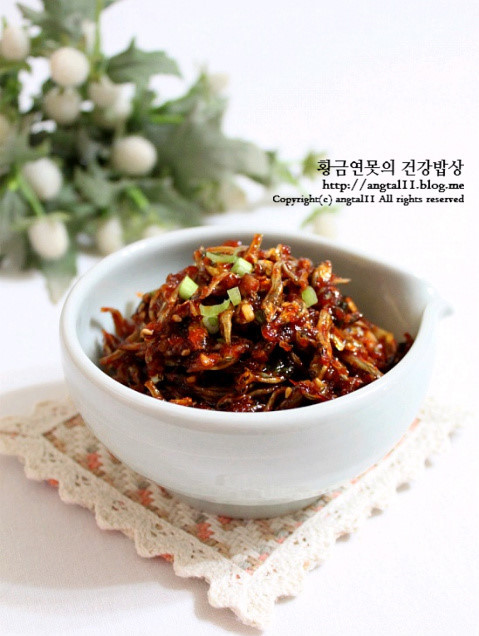 황금연못의 건강밥상
http://angtal11.blog.me
Copyright(c) angtal11 All rights reserved